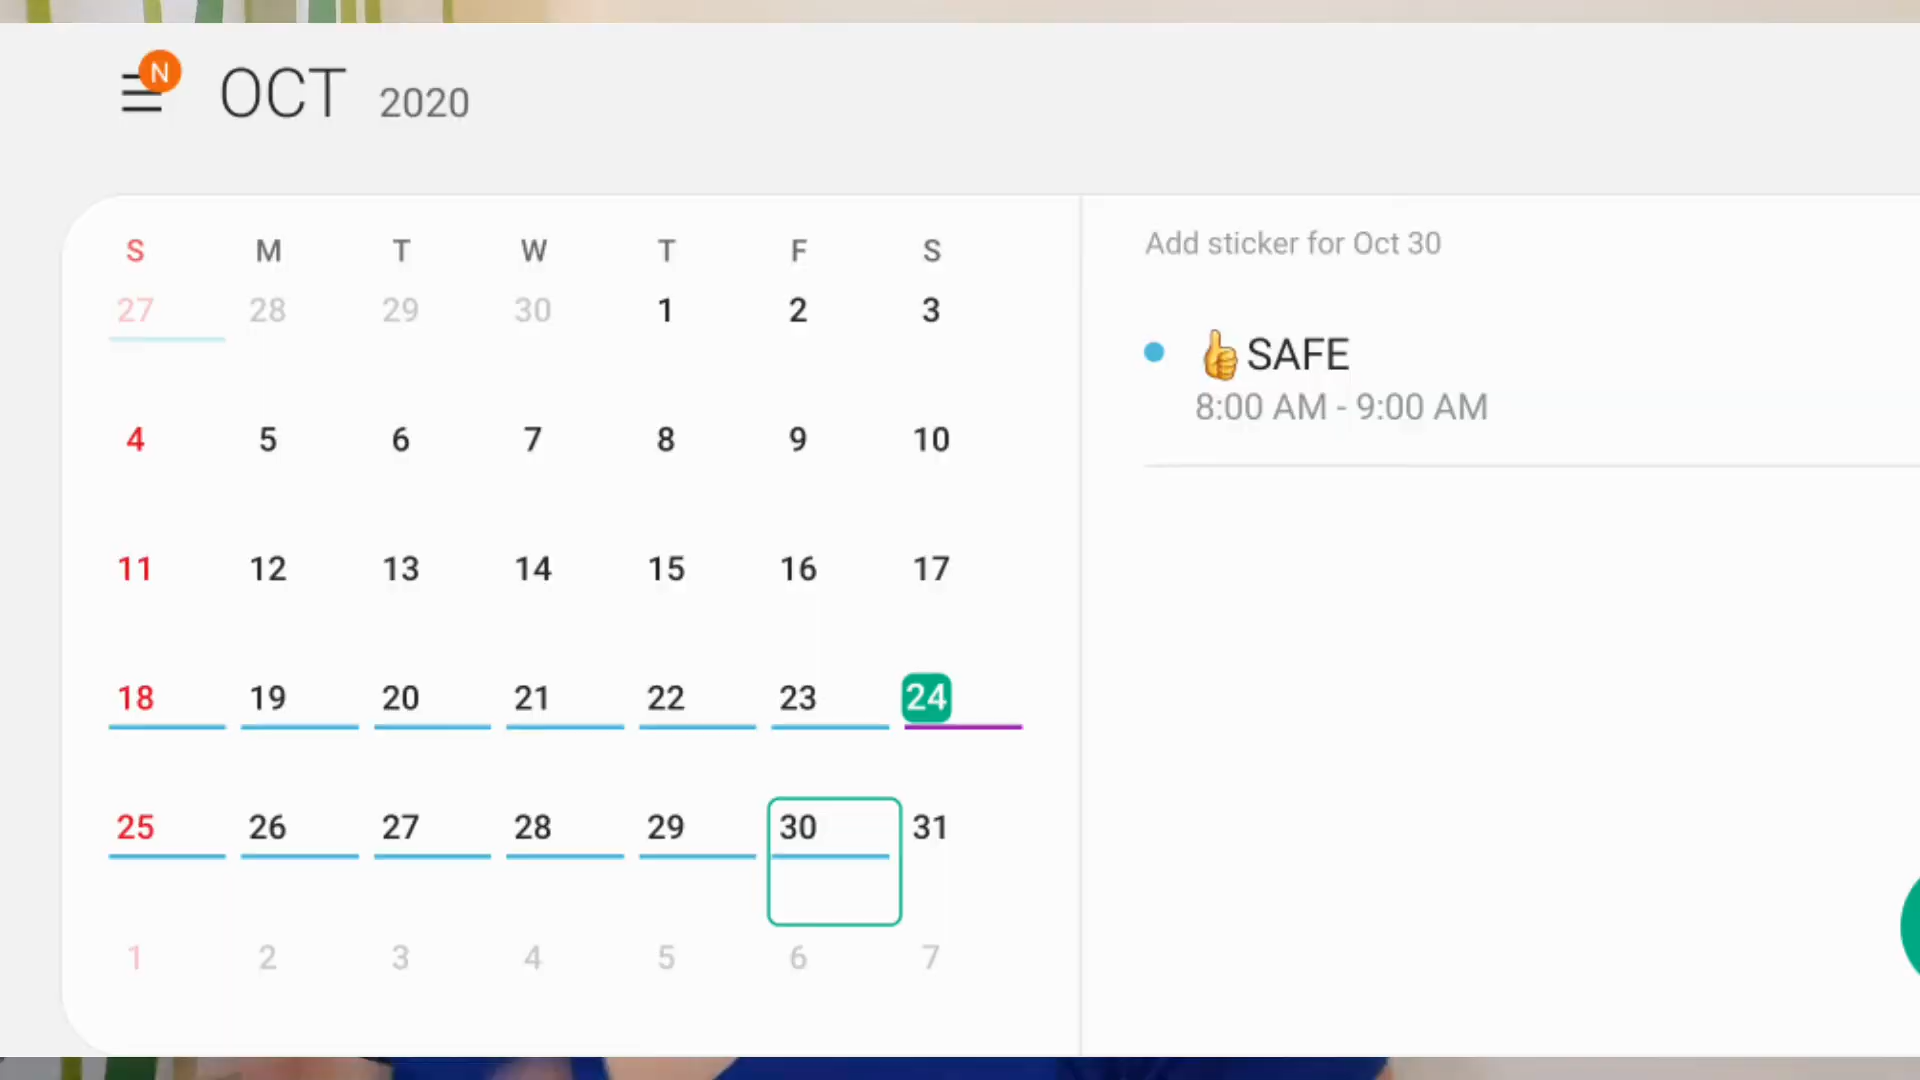 N
OCT 2020
S M T W T F S
27 28 29 30 1 2 3
4 5 6 7 8 9 10
11 12 13 14 15 16 17
18 19 20 21 22 23 24
25 26 27 28 29 30 31
1 2 3 4 5 6 7
Add sticker for Oct 30
👍SAFE
8:00 AM - 9:00 AM